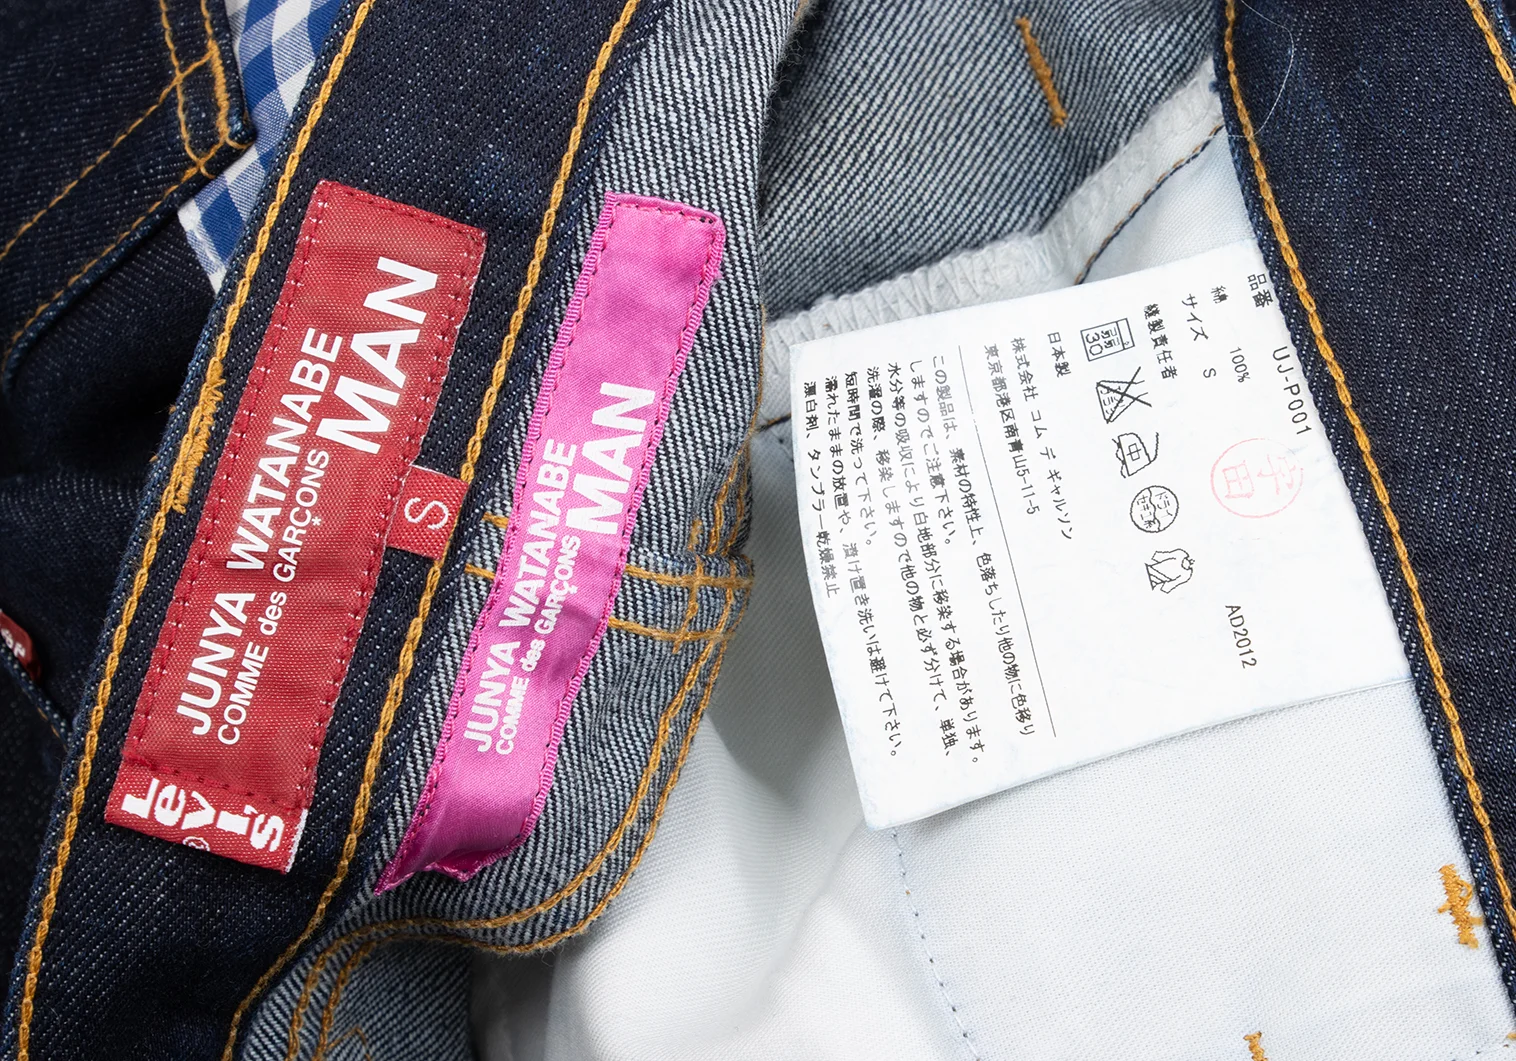 JUNYA WATANABE
COMME des GARÇONS
MAN
Levi's
®
S
JUNYA WATANABE
COMME des GARÇONS
MAN
品番 UJ-P001
綿 100%
サイズ S
縫製責任者
宇田
AD2012
弱
30
ドライ
日本製
株式会社 コム デ ギャルソン
東京都港区南青山5-11-5
この製品は、素材の特性上、色落ちしたり他の物に色移り
しますのでご注意下さい。
水分等の吸収により白地部分に移染する場合があります。
洗濯の際、移染しますので他の物と必ず分けて、単独、
短時間で洗って下さい。
濡れたままの放置や、漬け置き洗いは避けて下さい。
漂白剤、タンブラー乾燥禁止